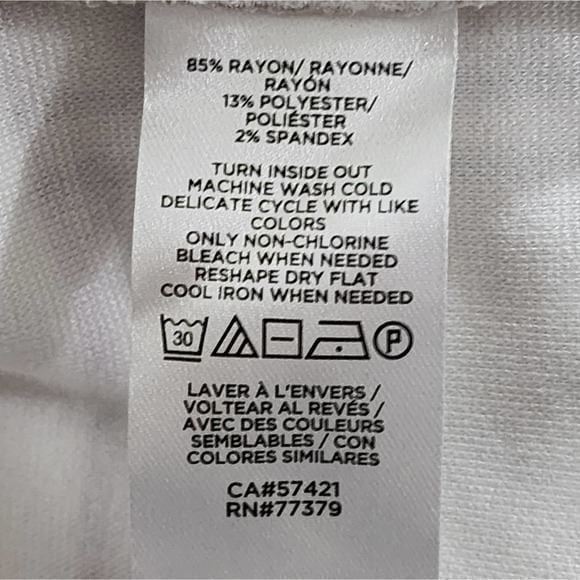 85% RAYON/ RAYONNE/
RAYÓN
13% POLYESTER/
POLIÉSTER
2% SPANDEX
TURN INSIDE OUT
MACHINE WASH COLD
DELICATE CYCLE WITH LIKE
COLORS
ONLY NON-CHLORINE
BLEACH WHEN NEEDED
RESHAPE DRY FLAT
COOL IRON WHEN NEEDED
30 P
LAVER À L'ENVERS /
VOLTEAR AL REVÉS /
AVEC DES COULEURS
SEMBLABLES / CON
COLORES SIMILARES
CA#57421
RN#77379